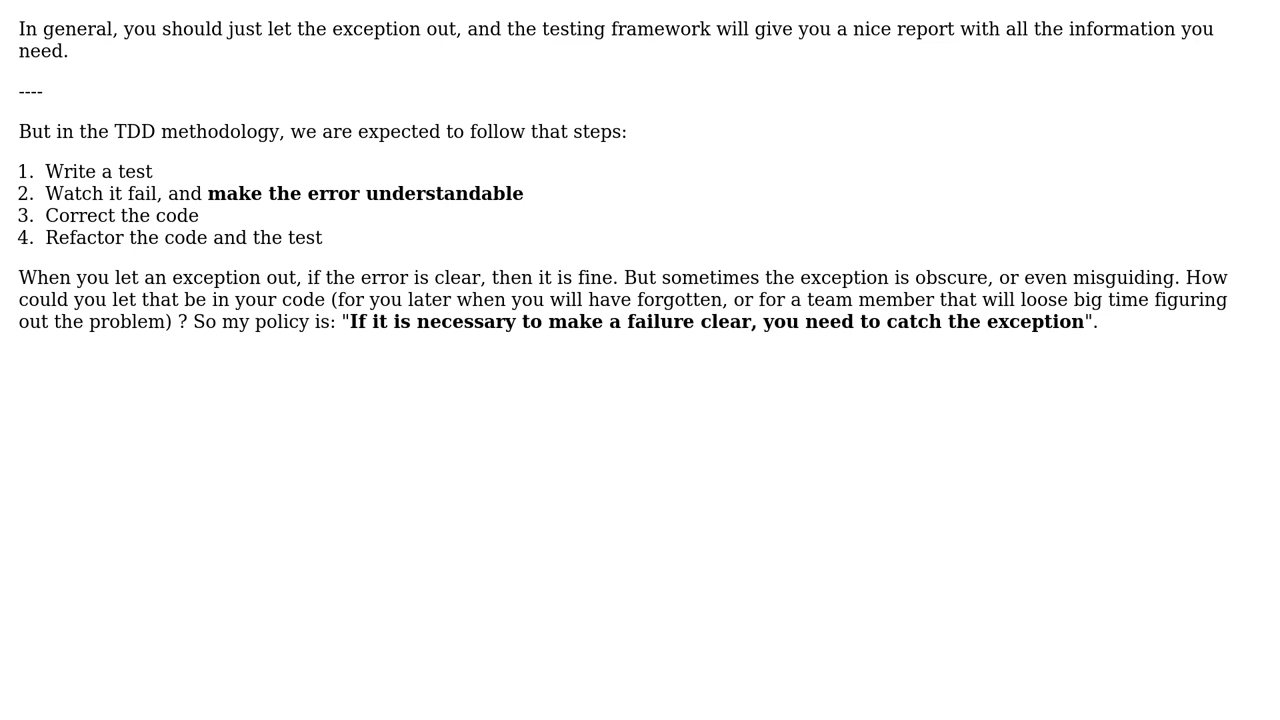 In general, you should just let the exception out, and the testing framework will give you a nice report with all the information you
need.
----
But in the TDD methodology, we are expected to follow that steps:
1. Write a test
2. Watch it fail, and make the error understandable
3. Correct the code
4. Refactor the code and the test
When you let an exception out, if the error is clear, then it is fine. But sometimes the exception is obscure, or even misguiding. How
could you let that be in your code (for you later when you will have forgotten, or for a team member that will loose big time figuring
out the problem) ? So my policy is: "If it is necessary to make a failure clear, you need to catch the exception".